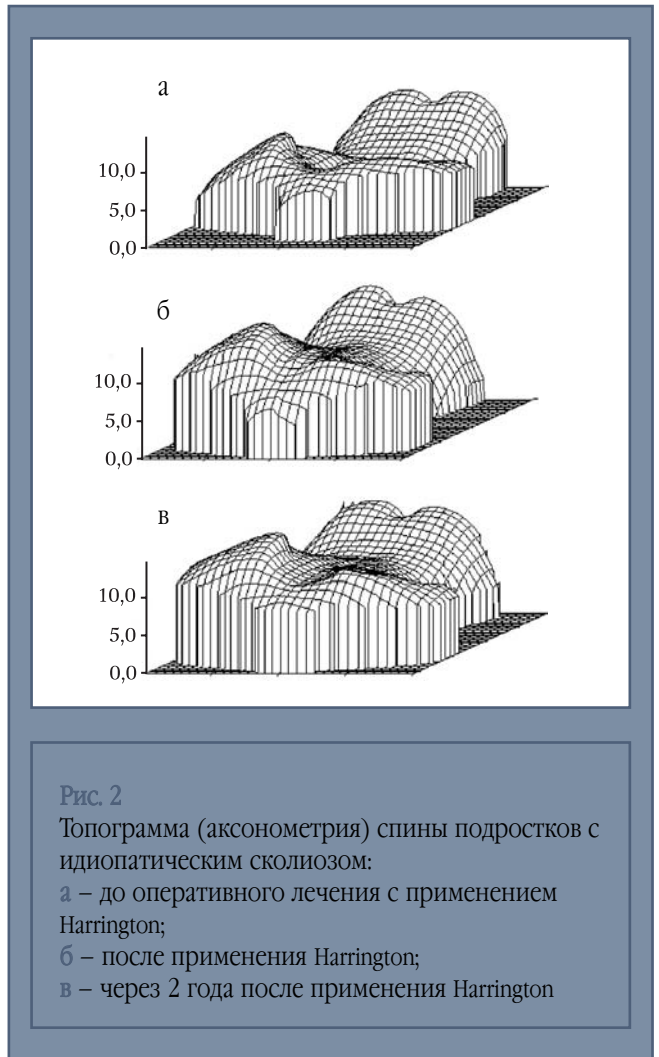 а
10,0
5,0
0,0
б
10,0
5,0
0,0
в
10,0
5,0
0,0
Рис. 2
Топограмма (аксонометрия) спины подростков с
идиопатическим сколиозом:
а – до оперативного лечения с применением
Harrington;
б – после применения Harrington;
в – через 2 года после применения Harrington